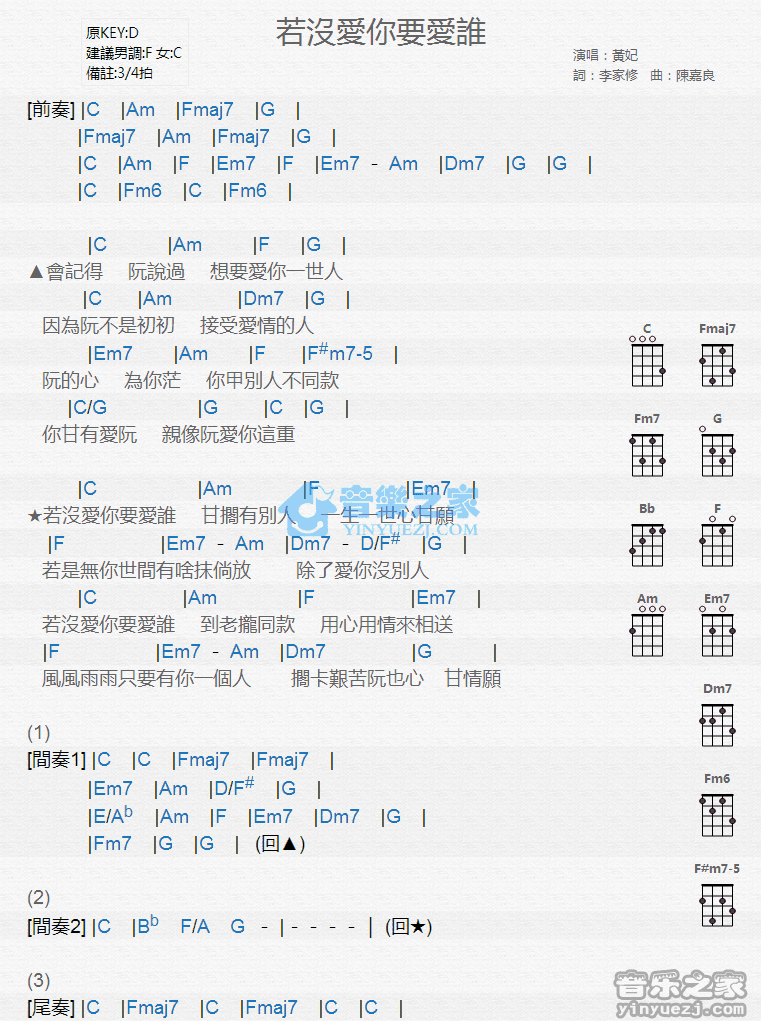 若沒愛你要愛誰
原KEY:D
建議男調:F 女:C
備註:3/4拍
演唱：黃妃
詞：李家修　曲：陳嘉良
[前奏] |C |Am |Fmaj7 |G |
|Fmaj7 |Am |Fmaj7 |G |
|C |Am |F |Em7 |F |Em7 - Am |Dm7 |G |G |
|C |Fm6 |C |Fm6 |
|C |Am |F |G |
▲會記得 阮說過 想要愛你一世人
|C |Am |Dm7 |G |
因為阮不是初初 接受愛情的人
|Em7 |Am |F |F#m7-5 |
阮的心 為你茫 你甲別人不同款
|C/G |G |C |G |
你甘有愛阮 親像阮愛你這重
|C |Am |F |Em7 |
★若沒愛你要愛誰 甘擱有別人 一生一世心甘願
|F |Em7 - Am |Dm7 - D/F# |G |
若是無你世間有啥抹倘放 除了愛你沒別人
|C |Am |F |Em7 |
若沒愛你要愛誰 到老攏同款 用心用情來相送
|F |Em7 - Am |Dm7 |G |
風風雨雨只要有你一個人 擱卡艱苦阮也心 甘情願
(1)
[間奏1] |C |C |Fmaj7 |Fmaj7 |
|Em7 |Am |D/F# |G |
|E/Ab |Am |F |Em7 |Dm7 |G |
|Fm7 |G |G | (回▲)
(2)
[間奏2] |C |Bb F/A G - | - - - - | (回★)
(3)
[尾奏] |C |Fmaj7 |C |Fmaj7 |C |C |
C Fmaj7
Fm7 G
Bb F
Am Em7
Dm7
Fm6
F#m7-5
音樂之家
YINYUEZJ.COM
音乐之家
yinyuezj.com